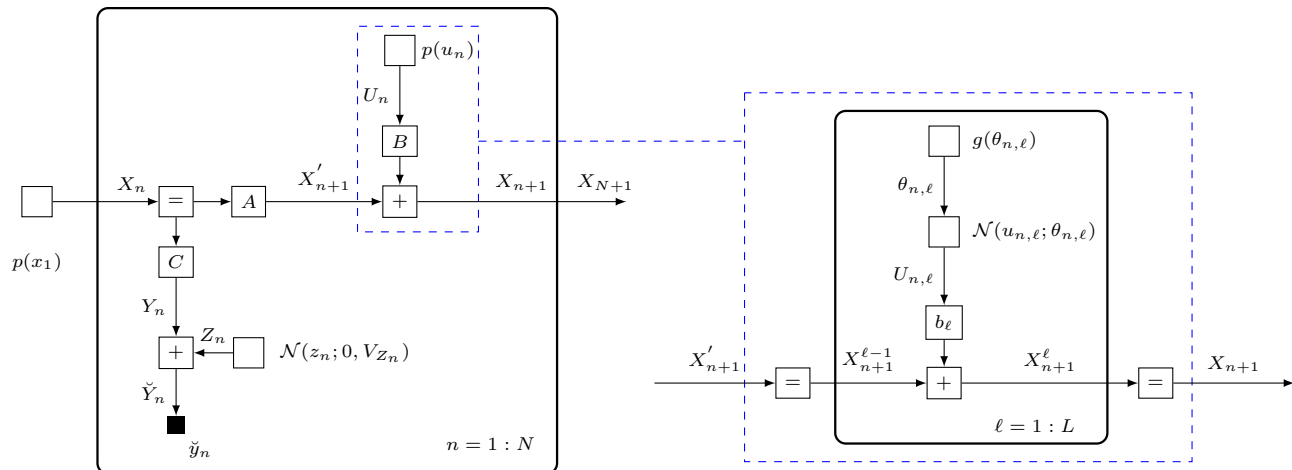 p(u_n)
U_n
B
X_n
=
A
X'_{n+1}
+
X_{n+1}
X_{N+1}
p(x_1)
C
Y_n
Z_n
+
𝒩(z_n; 0, V_{Z_n})
Y̆_n
y̆_n
n = 1 : N
g(θ_{n,ℓ})
θ_{n,ℓ}
𝒩(u_{n,ℓ}; θ_{n,ℓ})
U_{n,ℓ}
b_ℓ
X'_{n+1}
=
X^{ℓ−1}_{n+1}
+
X^ℓ_{n+1}
=
X_{n+1}
ℓ = 1 : L